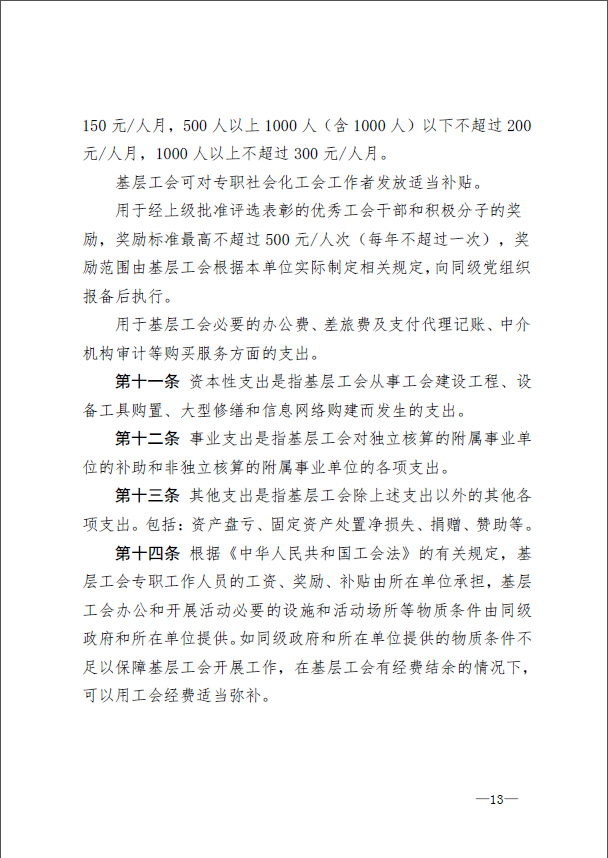 150 元/人月，500 人以上 1000 人（含 1000 人）以下不超过 200
元/人月，1000 人以上不超过 300 元/人月。
基层工会可对专职社会化工会工作者发放适当补贴。
用于经上级批准评选表彰的优秀工会干部和积极分子的奖
励，奖励标准最高不超过 500 元/人次（每年不超过一次），奖
励范围由基层工会根据本单位实际制定相关规定，向同级党组织
报备后执行。
用于基层工会必要的办公费、差旅费及支付代理记账、中介
机构审计等购买服务方面的支出。
第十一条 资本性支出是指基层工会从事工会建设工程、设
备工具购置、大型修缮和信息网络购建而发生的支出。
第十二条 事业支出是指基层工会对独立核算的附属事业单
位的补助和非独立核算的附属事业单位的各项支出。
第十三条 其他支出是指基层工会除上述支出以外的其他各
项支出。包括：资产盘亏、固定资产处置净损失、捐赠、赞助等。
第十四条 根据《中华人民共和国工会法》的有关规定，基
层工会专职工作人员的工资、奖励、补贴由所在单位承担，基层
工会办公和开展活动必要的设施和活动场所等物质条件由同级
政府和所在单位提供。如同级政府和所在单位提供的物质条件不
足以保障基层工会开展工作，在基层工会有经费结余的情况下，
可以用工会经费适当弥补。
—13—